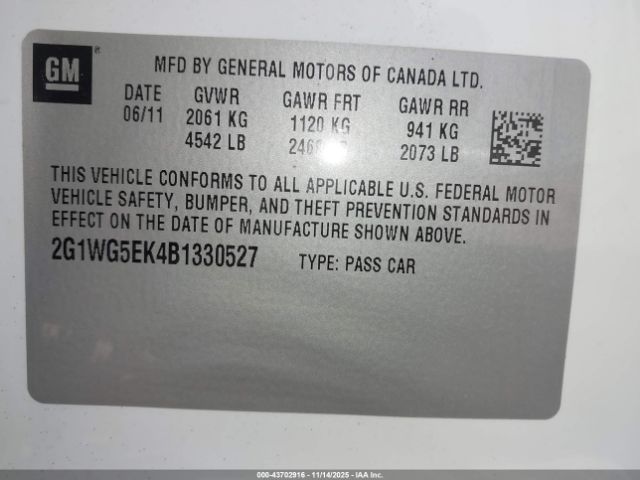 GM ®
MFD BY GENERAL MOTORS OF CANADA LTD.
DATE GVWR GAWR FRT GAWR RR
06/11 2061 KG 1120 KG 941 KG
4542 LB 2073 LB
THIS VEHICLE CONFORMS TO ALL APPLICABLE U.S. FEDERAL MOTOR
VEHICLE SAFETY, BUMPER, AND THEFT PREVENTION STANDARDS IN
EFFECT ON THE DATE OF MANUFACTURE SHOWN ABOVE.
2G1WG5EK4B1330527 TYPE: PASS CAR
000-43702916 - 11/14/2025 - IAA Inc.